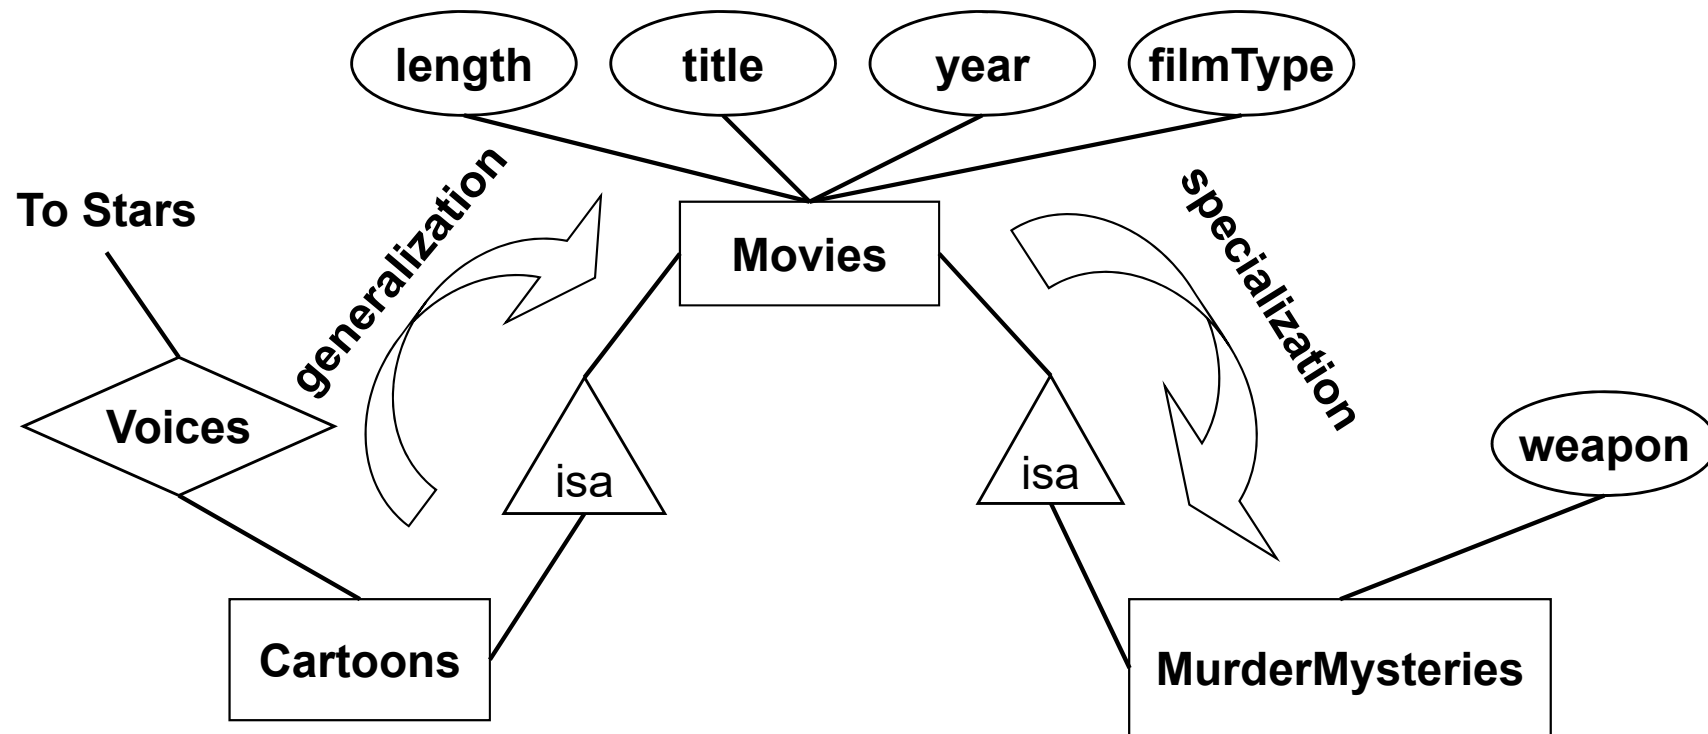 length
title
year
filmType
To Stars
generalization
Movies
specialization
Voices
isa
isa
weapon
Cartoons
MurderMysteries